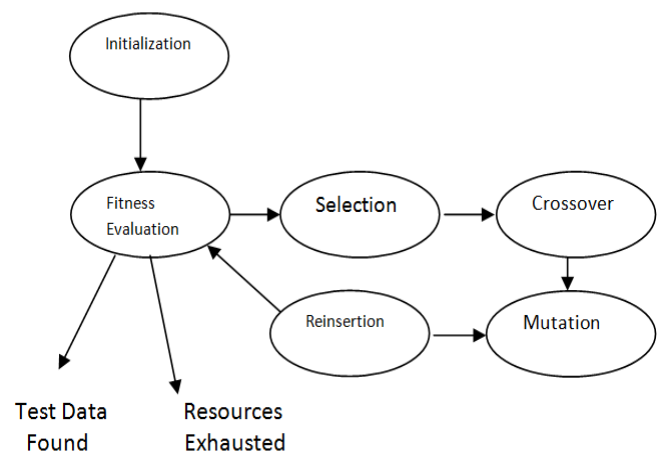 Initialization
Fitness
Evaluation
Selection
Crossover
Reinsertion
Mutation
Test Data
Found
Resources
Exhausted